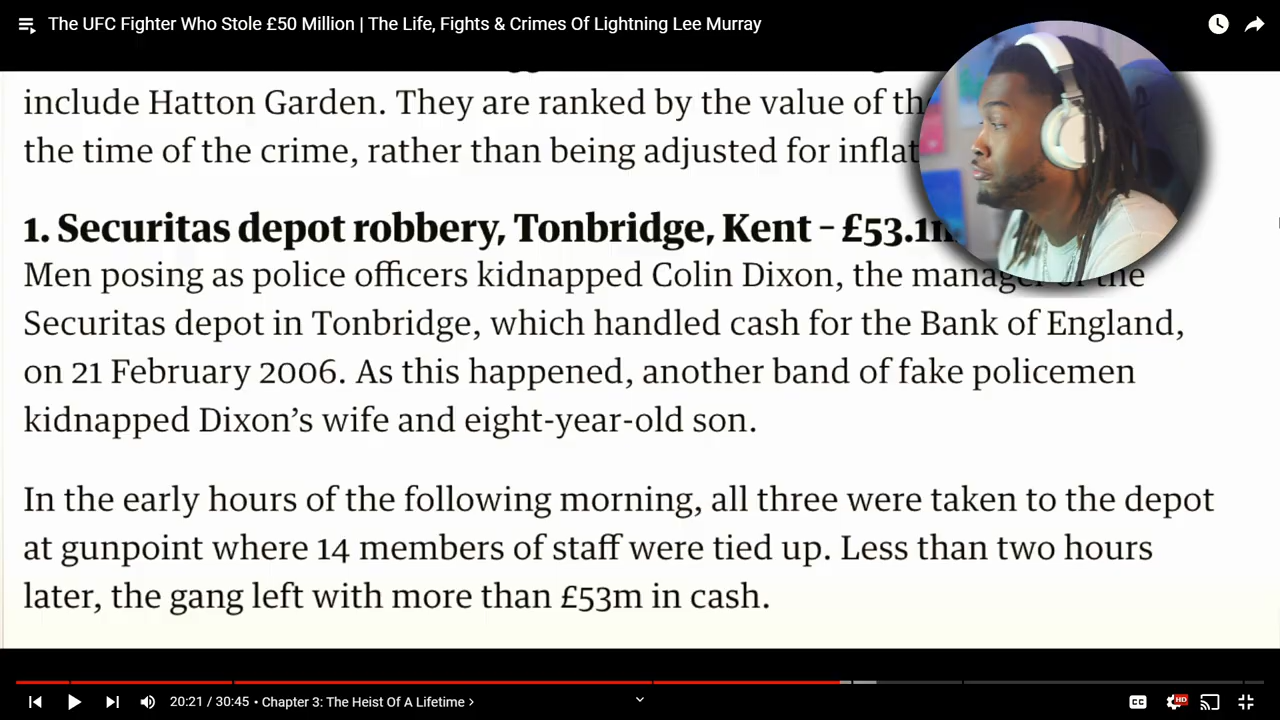 The UFC Fighter Who Stole £50 Million | The Life, Fights & Crimes Of Lightning Lee Murray
include Hatton Garden. They are ranked by the value of
the time of the crime, rather than being adjusted for
1. Securitas depot robbery, Tonbridge, Kent – £53.1
Men posing as police officers kidnapped Colin Dixon, the manager of the
Securitas depot in Tonbridge, which handled cash for the Bank of England,
on 21 February 2006. As this happened, another band of fake policemen
kidnapped Dixon’s wife and eight-year-old son.
In the early hours of the following morning, all three were taken to the depot
at gunpoint where 14 members of staff were tied up. Less than two hours
later, the gang left with more than £53m in cash.
20:21 / 30:45 • Chapter 3: The Heist Of A Lifetime >
CC
HD